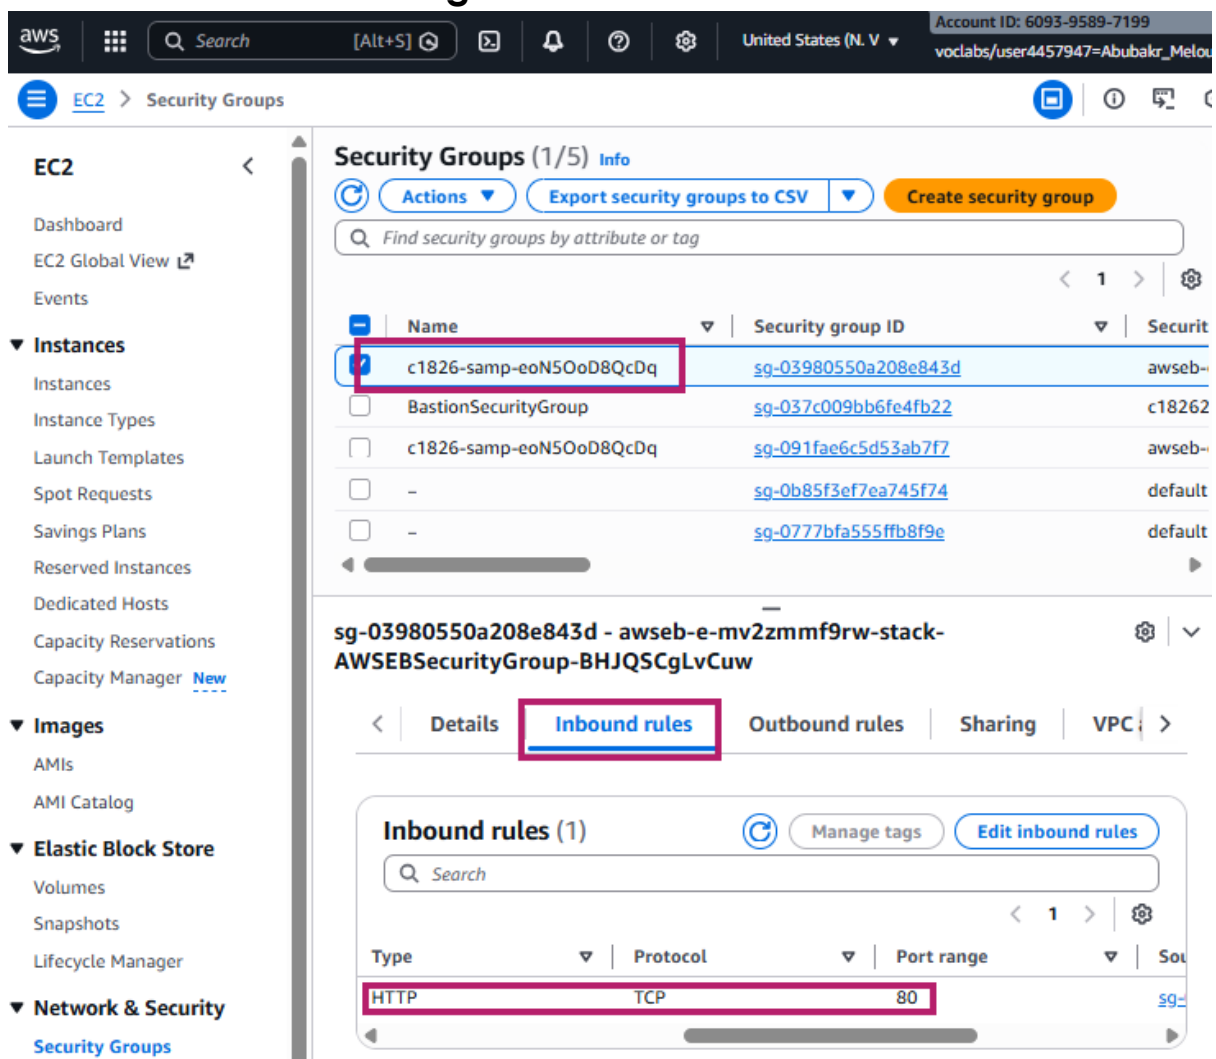 aws
Search
[Alt+S]
United States (N. V
Account ID: 6093-9589-7199
voclabs/user4457947=Abubakr_Melou
EC2 > Security Groups
EC2
Dashboard
EC2 Global View
Events
Instances
Instances
Instance Types
Launch Templates
Spot Requests
Savings Plans
Reserved Instances
Dedicated Hosts
Capacity Reservations
Capacity Manager New
Images
AMIs
AMI Catalog
Elastic Block Store
Volumes
Snapshots
Lifecycle Manager
Network & Security
Security Groups
Security Groups (1/5) Info
Actions Export security groups to CSV Create security group
Find security groups by attribute or tag
1
Name Security group ID Securit
c1826-samp-eoN5OoD8QcDq sg-03980550a208e843d awseb-
BastionSecurityGroup sg-037c009bb6fe4fb22 c18262
c1826-samp-eoN5OoD8QcDq sg-091fae6c5d53ab7f7 awseb-
– sg-0b85f3ef7ea745f74 default
– sg-0777bfa555ffb8f9e default
sg-03980550a208e843d - awseb-e-mv2zmmf9rw-stack-
AWSEBSecurityGroup-BHJQSCgLvCuw
Details Inbound rules Outbound rules Sharing VPC
Inbound rules (1) Manage tags Edit inbound rules
Search
1
Type Protocol Port range Sou
HTTP TCP 80 sg-